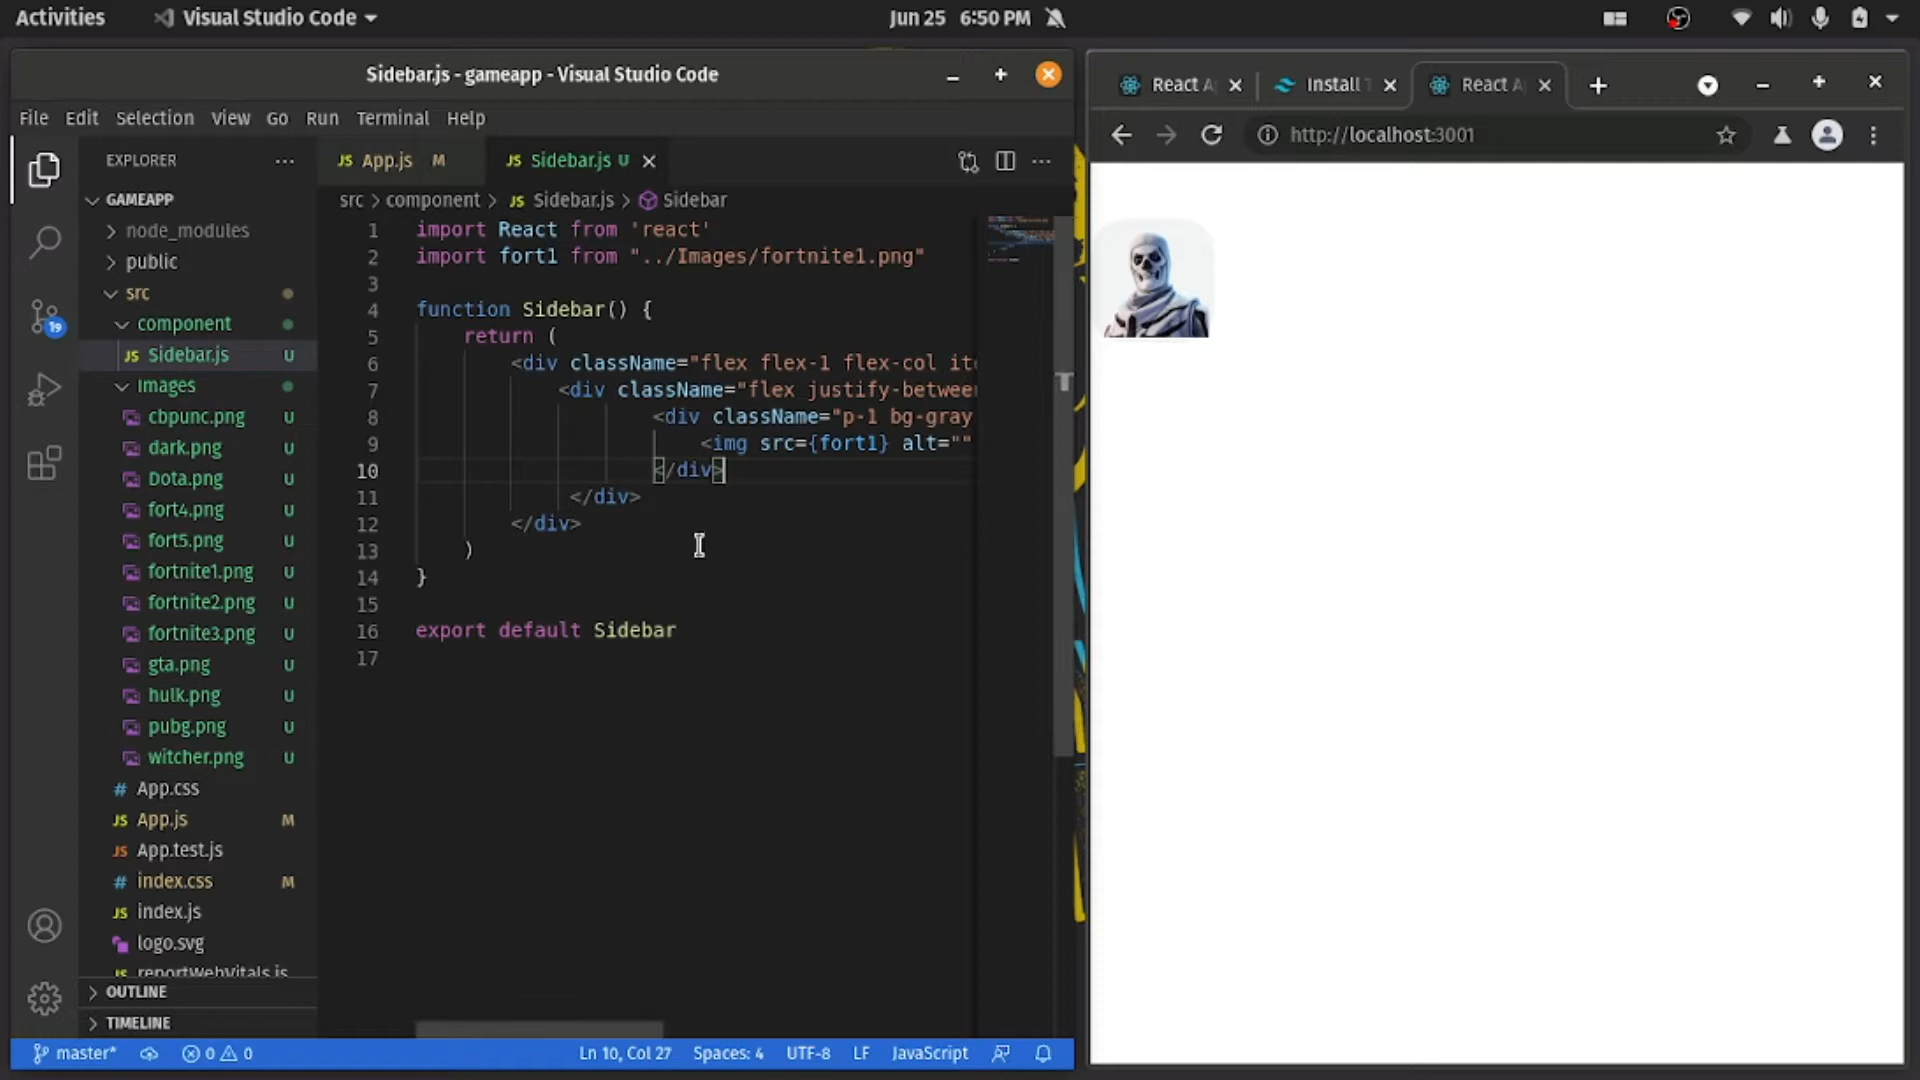 Activities
Visual Studio Code
Jun 25 6:50 PM
Sidebar.js - gameapp - Visual Studio Code
File Edit Selection View Go Run Terminal Help
EXPLORER
GAMEAPP
node_modules
public
src
component
Sidebar.js U
Images
cbpunc.png U
dark.png U
Dota.png U
fort4.png U
fort5.png U
fortnite1.png U
fortnite2.png U
fortnite3.png U
gta.png U
hulk.png U
pubg.png U
witcher.png U
App.css
App.js M
App.test.js
index.css M
index.js
logo.svg
reportWebVitals.js
OUTLINE
TIMELINE
19
JS App.js M
JS Sidebar.js U
src > component > JS Sidebar.js > Sidebar
1 import React from 'react'
2 import fort1 from "../Images/fortnite1.png"
3
4 function Sidebar() {
5 return (
6 <div className="flex flex-1 flex-col ite
7 <div className="flex justify-between
8 <div className="p-1 bg-gray
9 <img src={fort1} alt=""
10 </div>
11 </div>
12 </div>
13 )
14 }
15
16 export default Sidebar
17
master* 0 0 Ln 10, Col 27 Spaces: 4 UTF-8 LF JavaScript
React A
Install T
React A
http://localhost:3001